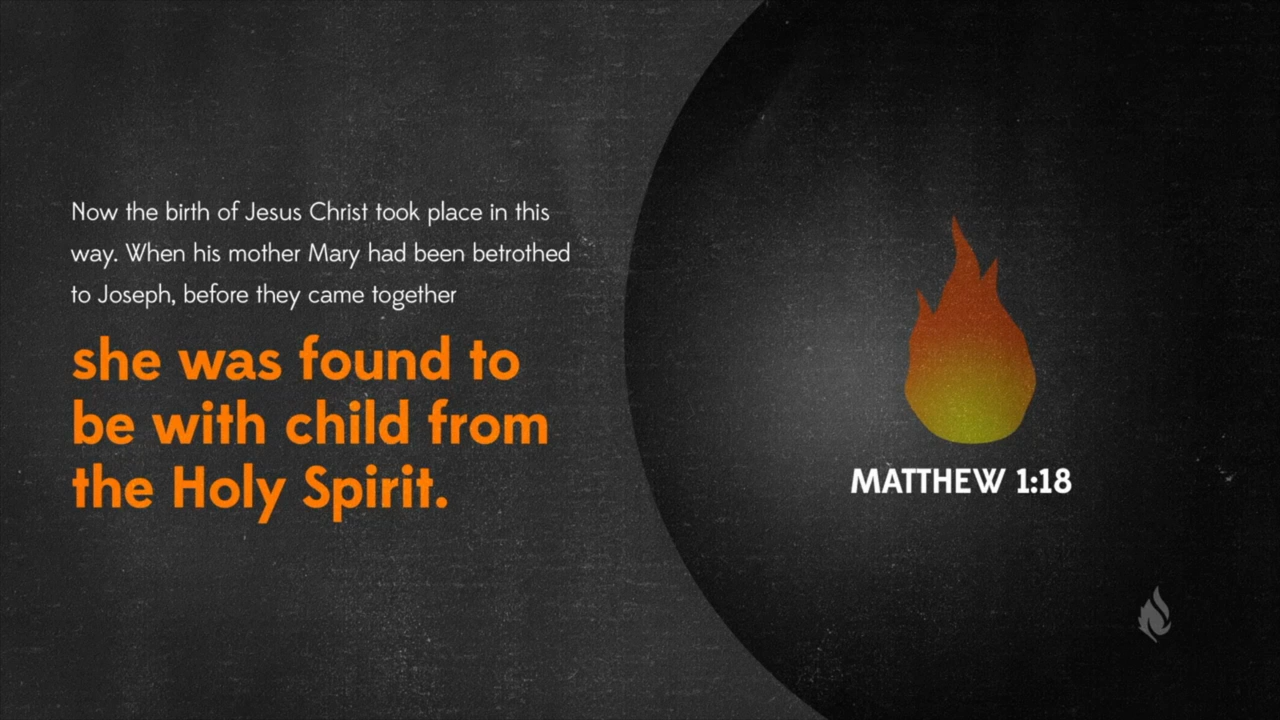 Now the birth of Jesus Christ took place in this
way. When his mother Mary had been betrothed
to Joseph, before they came together
she was found to
be with child from
the Holy Spirit.
MATTHEW 1:18